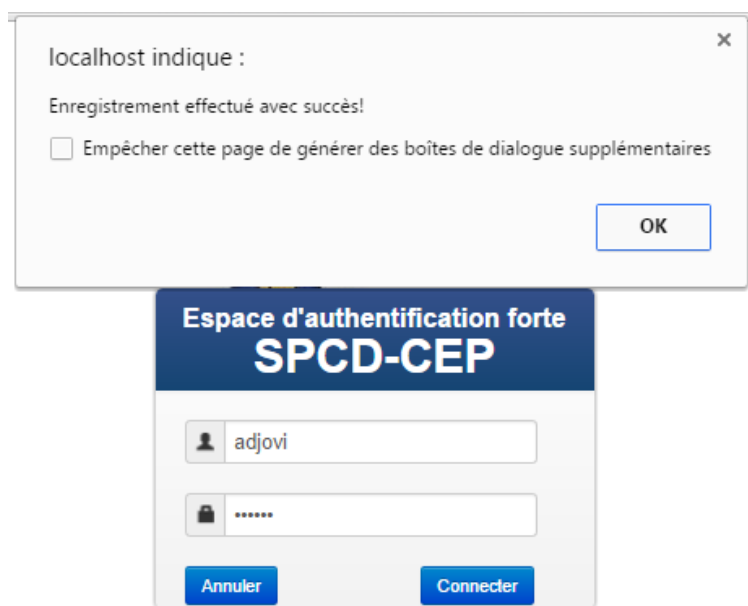 localhost indique :
Enregistrement effectué avec succès!
Empêcher cette page de générer des boîtes de dialogue supplémentaires
OK
Espace d'authentification forte
SPCD-CEP
adjovi
••••••
Annuler
Connecter